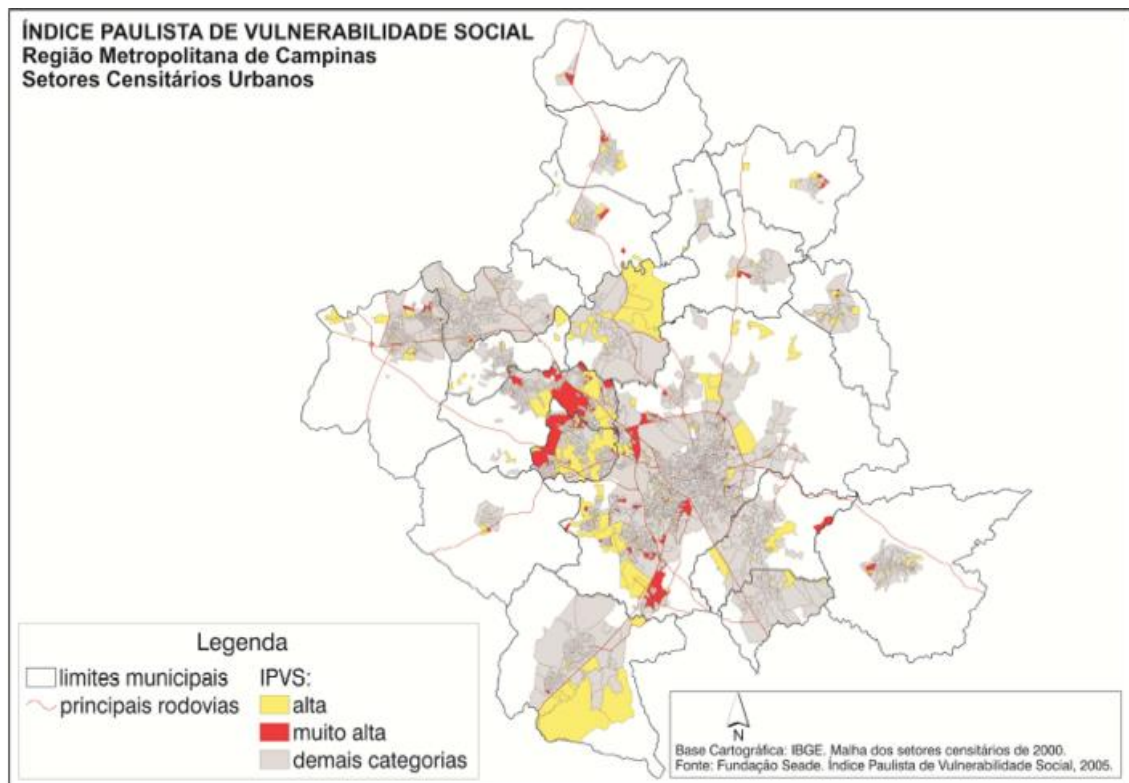 ÍNDICE PAULISTA DE VULNERABILIDADE SOCIAL
Região Metropolitana de Campinas
Setores Censitários Urbanos
Legenda
limites municipais
principais rodovias
IPVS:
alta
muito alta
demais categorias
N
Base Cartográfica: IBGE. Malha dos setores censitários de 2000.
Fonte: Fundação Seade. Índice Paulista de Vulnerabilidade Social, 2005.